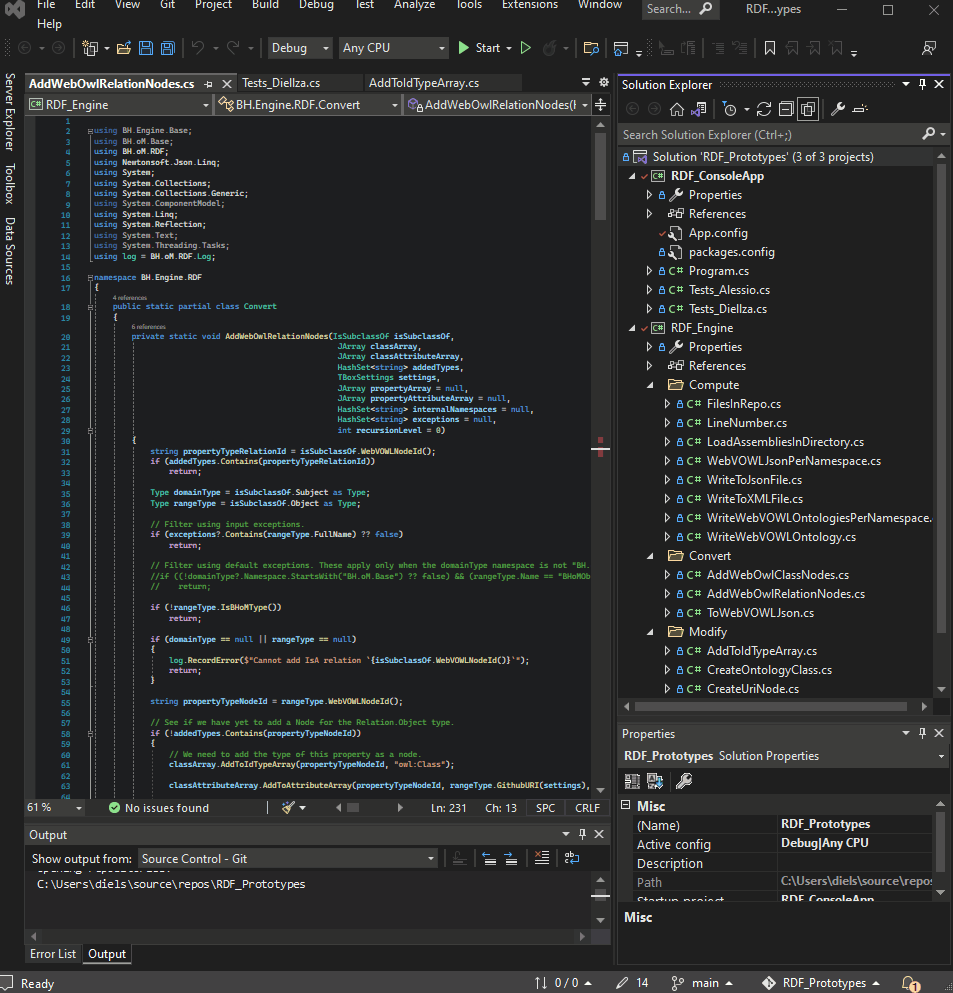 File Edit View Git Project Build Debug Test Analyze Tools Extensions Window
Help
Search...
RDF...ypes
Debug Any CPU Start
Server Explorer
Toolbox
Data Sources
AddWebOwlRelationNodes.cs Tests_Diellza.cs AddToIdTypeArray.cs
RDF_Engine BH.Engine.RDF.Convert AddWebOwlRelationNodes(I
1
2 using BH.Engine.Base;
3 using BH.oM.Base;
4 using BH.oM.RDF;
5 using Newtonsoft.Json.Linq;
6 using System;
7 using System.Collections;
8 using System.Collections.Generic;
9 using System.ComponentModel;
10 using System.Linq;
11 using System.Reflection;
12 using System.Text;
13 using System.Threading.Tasks;
14 using log = BH.oM.RDF.Log;
15
16 namespace BH.Engine.RDF
17 {
4 references
18 public static partial class Convert
19 {
6 references
20 private static void AddWebOwlRelationNodes(IsSubclassOf isSubclassOf,
21 JArray classArray,
22 JArray classAttributeArray,
23 HashSet<string> addedTypes,
24 TBoxSettings settings,
25 JArray propertyArray = null,
26 JArray propertyAttributeArray = null,
27 HashSet<string> internalNamespaces = null,
28 HashSet<string> exceptions = null,
29 int recursionLevel = 0)
30 {
31 string propertyTypeRelationId = isSubclassOf.WebVOWLNodeId();
32 if (addedTypes.Contains(propertyTypeRelationId))
33 return;
34
35 Type domainType = isSubclassOf.Subject as Type;
36 Type rangeType = isSubclassOf.Object as Type;
37
38 // Filter using input exceptions.
39 if (exceptions?.Contains(rangeType.FullName) ?? false)
40 return;
41
42 // Filter using default exceptions. These apply only when the domainType namespace is not "BH.
43 //if ((!domainType?.Namespace.StartsWith("BH.oM.Base") ?? false) && (rangeType.Name == "BHoMOb
44 // return;
45
46 if (!rangeType.IsBHoMType())
47 return;
48
49 if (domainType == null || rangeType == null)
50 {
51 log.RecordError($"Cannot add IsA relation `{isSubclassOf.WebVOWLNodeId()}`");
52 return;
53 }
54
55 string propertyTypeNodeId = rangeType.WebVOWLNodeId();
56
57 // See if we have yet to add a Node for the Relation.Object type.
58 if (!addedTypes.Contains(propertyTypeNodeId))
59 {
60 // We need to add the type of this property as a node.
61 classArray.AddToIdTypeArray(propertyTypeNodeId, "owl:Class");
62
63 classAttributeArray.AddToAttributeArray(propertyTypeNodeId, rangeType.GithubURI(settings),
64
61 % No issues found Ln: 231 Ch: 13 SPC CRLF
Output
Show output from: Source Control - Git
C:\Users\diels\source\repos\RDF_Prototypes
Error List Output
Solution Explorer
Search Solution Explorer (Ctrl+;)
Solution 'RDF_Prototypes' (3 of 3 projects)
RDF_ConsoleApp
Properties
References
App.config
packages.config
C# Program.cs
C# Tests_Alessio.cs
C# Tests_Diellza.cs
C# RDF_Engine
Properties
References
Compute
C# FilesInRepo.cs
C# LineNumber.cs
C# LoadAssembliesInDirectory.cs
C# WebVOWLJsonPerNamespace.cs
C# WriteToJsonFile.cs
C# WriteToXMLFile.cs
C# WriteWebVOWLOntologiesPerNamespace.
C# WriteWebVOWLOntology.cs
Convert
C# AddWebOwlClassNodes.cs
C# AddWebOwlRelationNodes.cs
C# ToWebVOWLJson.cs
Modify
C# AddToIdTypeArray.cs
C# CreateOntologyClass.cs
C# CreateUriNode.cs
Properties
RDF_Prototypes Solution Properties
Misc
(Name) RDF_Prototypes
Active config Debug|Any CPU
Description
Path C:\Users\diels\source\repos
Startup project RDF_ConsoleApp
Misc
Ready 0 / 0 14 main RDF_Prototypes 1